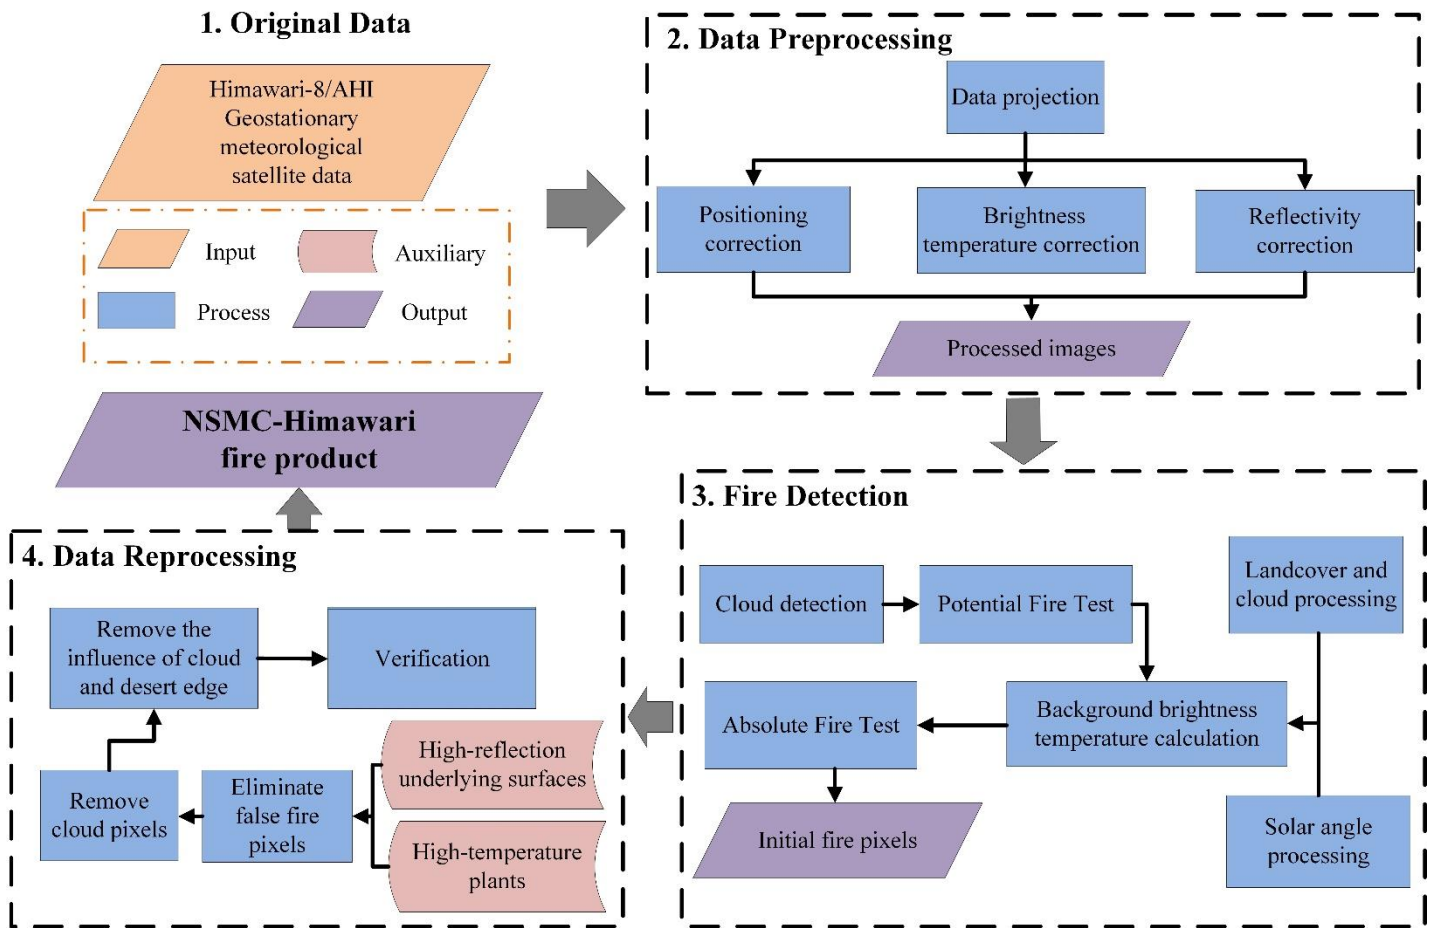 1. Original Data
Himawari-8/AHI
Geostationary
meteorological
satellite data
Input
Auxiliary
Process
Output
2. Data Preprocessing
Data projection
Positioning
correction
Brightness
temperature correction
Reflectivity
correction
Processed images
3. Fire Detection
Cloud detection
Potential Fire Test
Landcover and
cloud processing
Background brightness
temperature calculation
Absolute Fire Test
Solar angle
processing
Initial fire pixels
4. Data Reprocessing
Remove the
influence of cloud
and desert edge
Verification
High-reflection
underlying surfaces
High-temperature
plants
Eliminate
false fire
pixels
Remove
cloud pixels
NSMC-Himawari
fire product